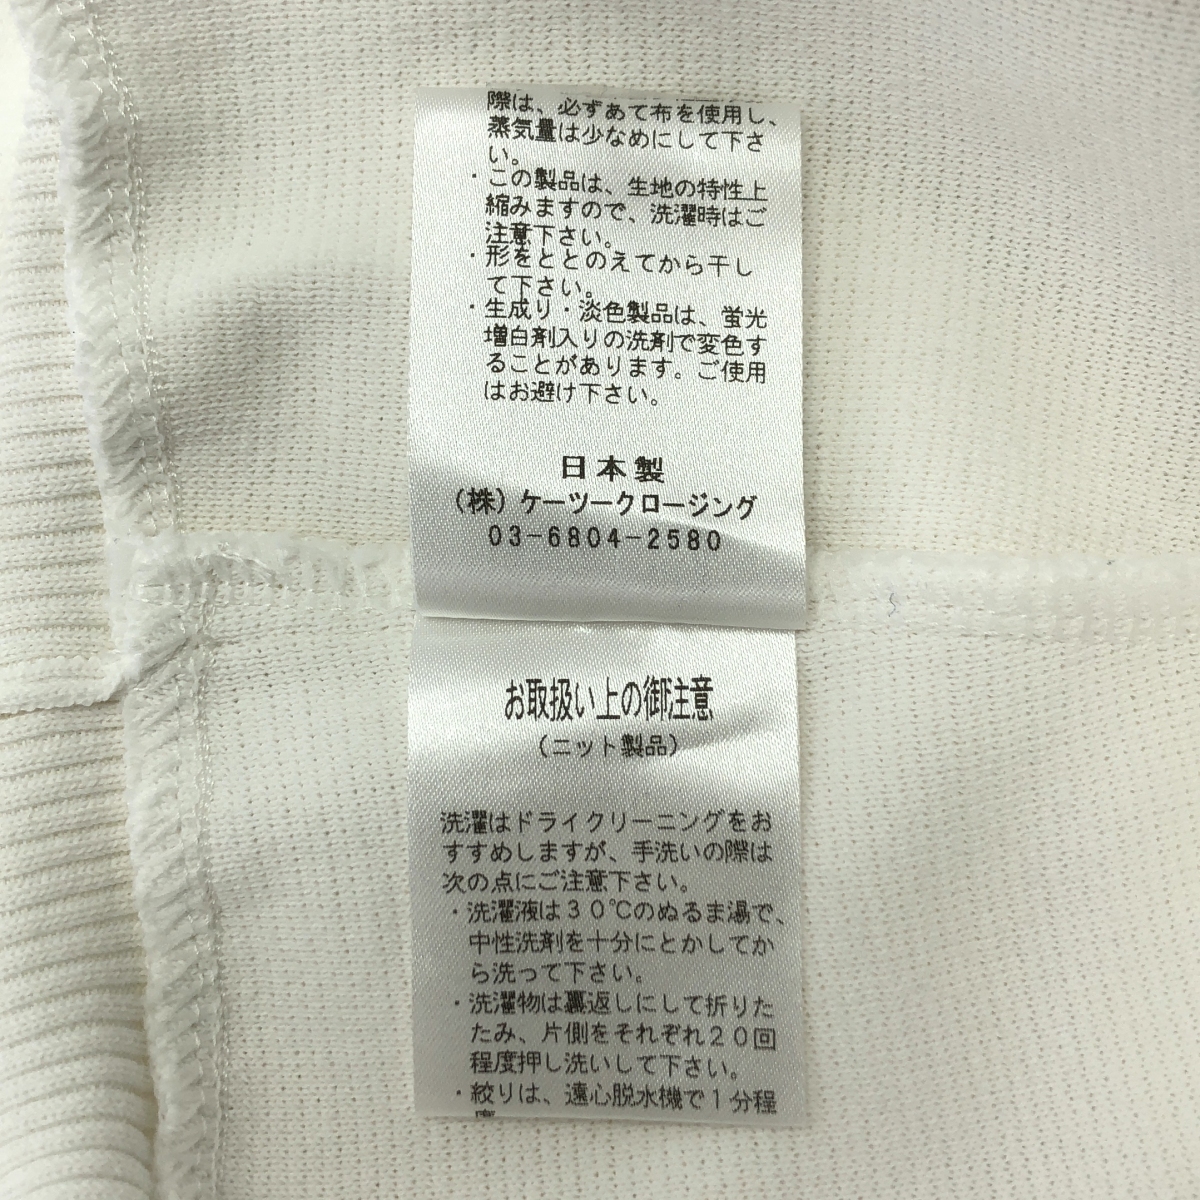 際は、必ずあて布を使用し、
蒸気量は少なめにして下さ
い。
・この製品は、生地の特性上
縮みますので、洗濯時はご
注意下さい。
・形をととのえてから干し
て下さい。
・生成り・淡色製品は、蛍光
増白剤入りの洗剤で変色す
ることがあります。ご使用
はお避け下さい。
日本製
(株)ケーツークロージング
03-6804-2580
お取扱い上の御注意
(ニット製品)
洗濯はドライクリーニングをお
すすめしますが、手洗いの際は
次の点にご注意下さい。
・洗濯液は30℃のぬるま湯で、
中性洗剤を十分にとかしてか
ら洗って下さい。
・洗濯物は裏返しにして折りた
たみ、片側をそれぞれ20回
程度押し洗いして下さい。
・絞りは、遠心脱水機で1分程